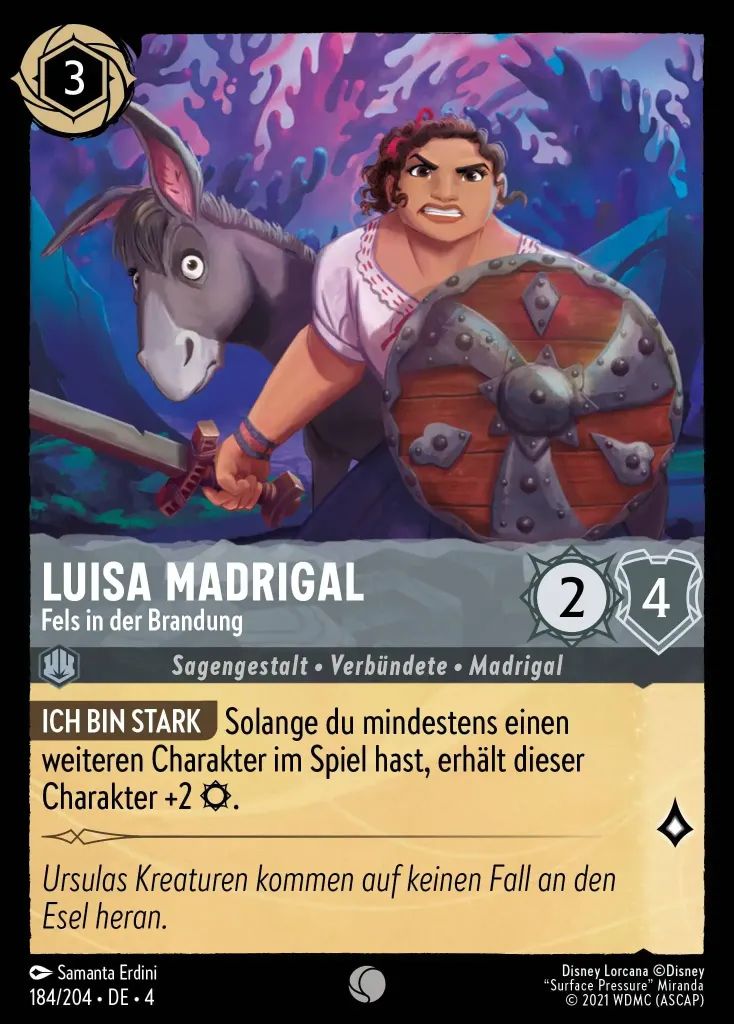 3
LUISA MADRIGAL
Fels in der Brandung
2
4
Sagengestalt • Verbündete • Madrigal
ICH BIN STARK Solange du mindestens einen
weiteren Charakter im Spiel hast, erhält dieser
Charakter +2 .
Ursulas Kreaturen kommen auf keinen Fall an den
Esel heran.
Samanta Erdini
184/204 • DE • 4
Disney Lorcana ©Disney
“Surface Pressure” Miranda
© 2021 WDMC (ASCAP)